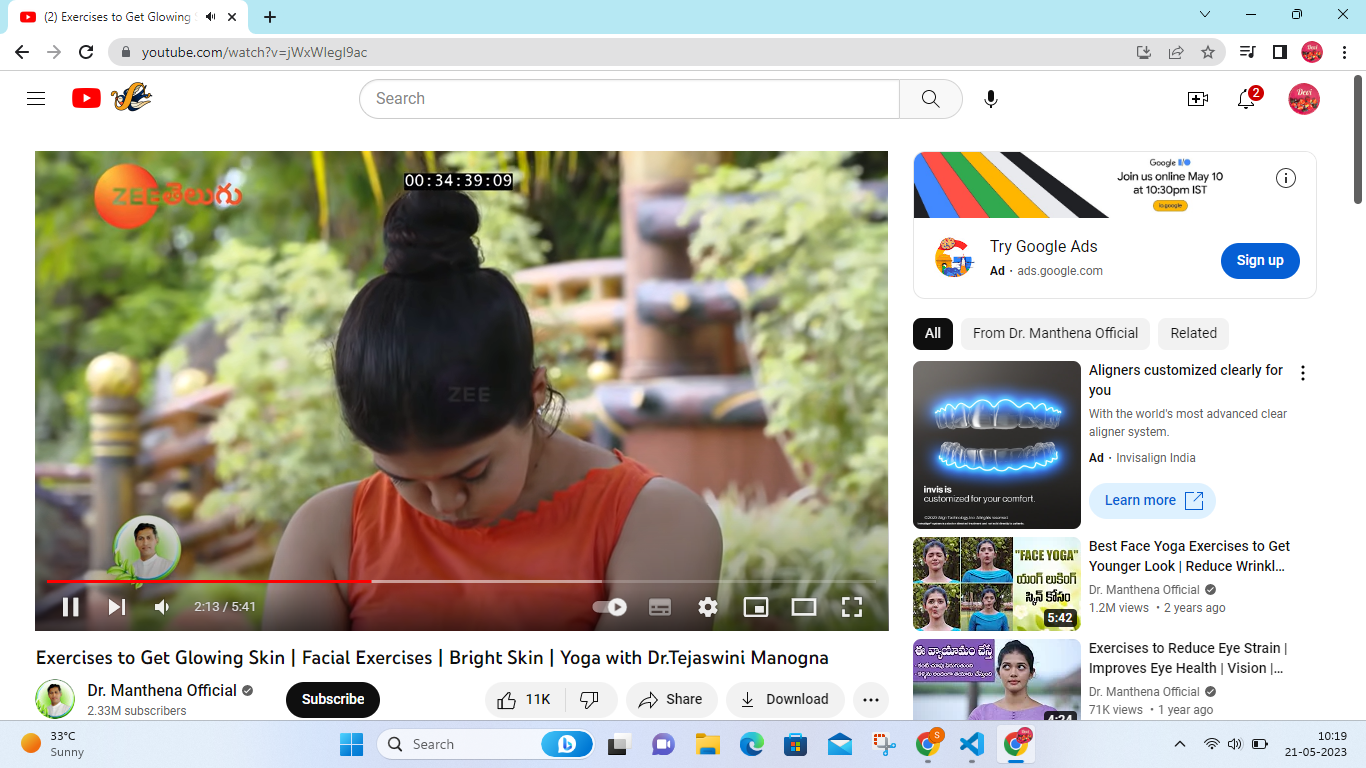 (2) Exercises to Get Glowing
youtube.com/watch?v=jWxWIegI9ac
Search
2
Devi
00:34:39:09
ZEE తెలుగు
ZEE
2:13 / 5:41
Exercises to Get Glowing Skin | Facial Exercises | Bright Skin | Yoga with Dr.Tejaswini Manogna
Dr. Manthena Official
2.33M subscribers
Subscribe
11K
Share
Download
Google I/O
Join us online May 10
at 10:30pm IST
io.google
Try Google Ads
Ad · ads.google.com
Sign up
All
From Dr. Manthena Official
Related
invis is
customized for your comfort.
Aligners customized clearly for
you
With the world's most advanced clear
aligner system.
Ad · Invisalign India
Learn more
"FACE YOGA"
యంగ్ లుకింగ్
స్కిన్ కోసం
5:42
Best Face Yoga Exercises to Get
Younger Look | Reduce Wrinkl...
Dr. Manthena Official
1.2M views • 2 years ago
ఈ వ్యాయామం చేస్తే
4:24
Exercises to Reduce Eye Strain |
Improves Eye Health | Vision |...
Dr. Manthena Official
71K views • 1 year ago
33°C
Sunny
Search
S
10:19
21-05-2023